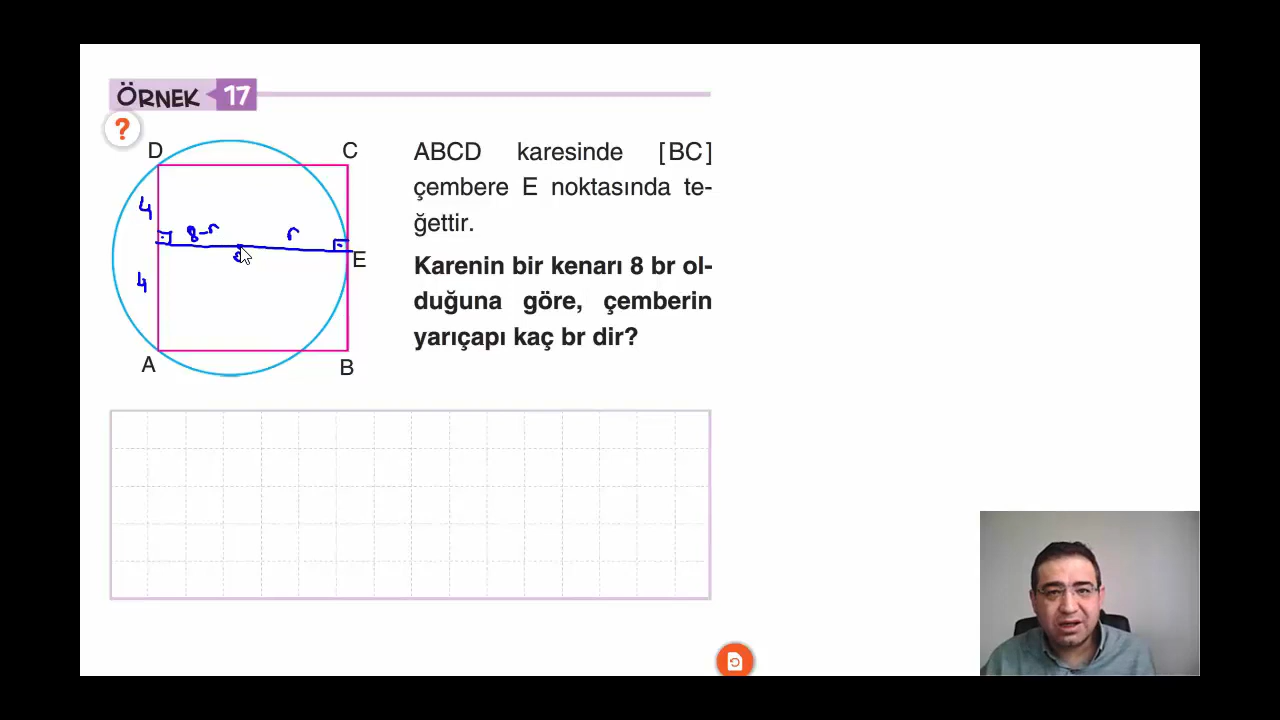 ÖRNEK 17
?
D C
ABCD karesinde [BC]
çembere E noktasında te-
ğettir.
4
8-r r
E
4
Karenin bir kenarı 8 br ol-
duğuna göre, çemberin
yarıçapı kaç br dir?
A B